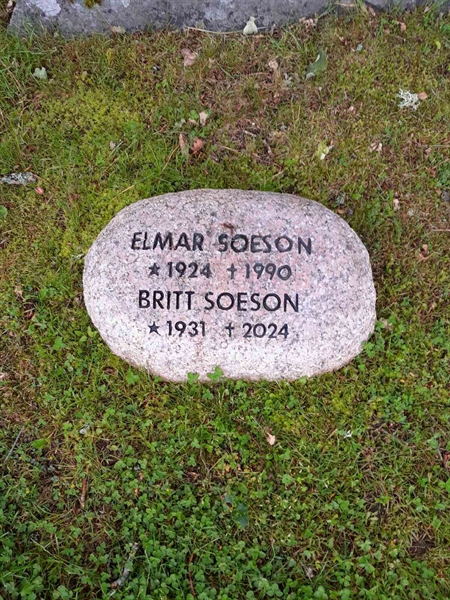 ELMAR SOESON
★ 1924 † 1990
BRITT SOESON
★ 1931 † 2024